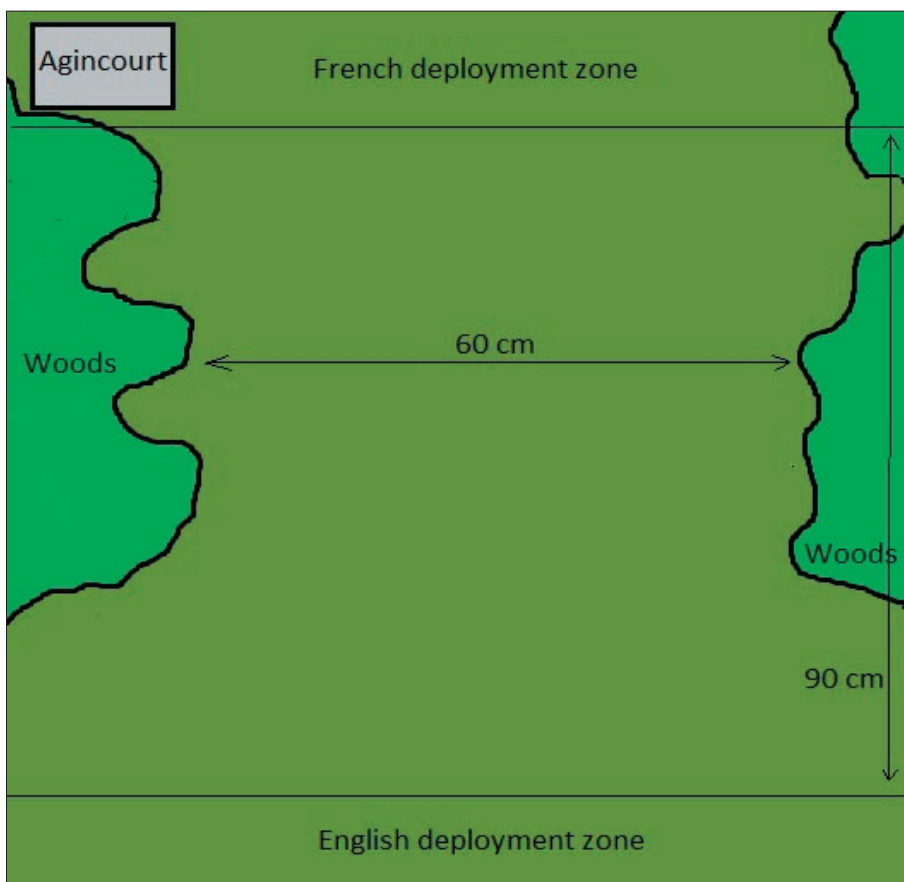 Agincourt
French deployment zone
60 cm
Woods
Woods
90 cm
English deployment zone